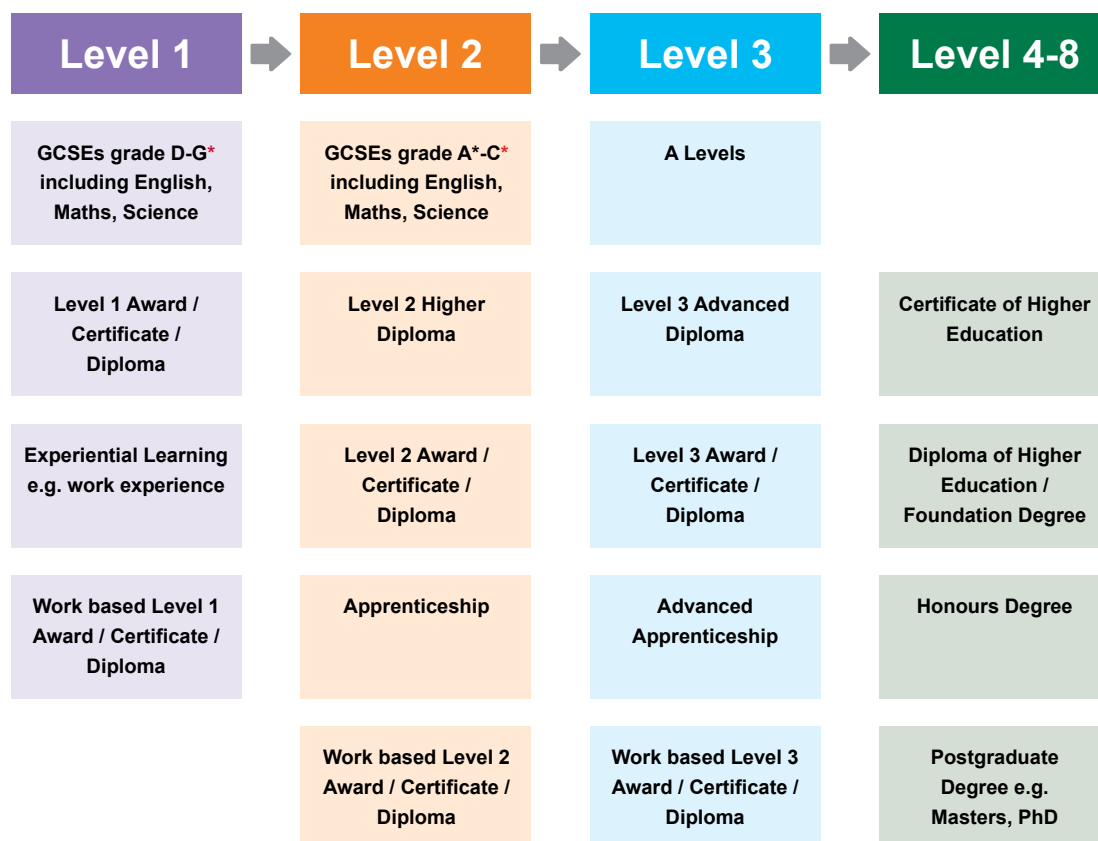 Level 1
Level 2
Level 3
Level 4-8
GCSEs grade D-G*
including English,
Maths, Science
GCSEs grade A*-C*
including English,
Maths, Science
A Levels
Level 1 Award /
Certificate /
Diploma
Level 2 Higher
Diploma
Level 3 Advanced
Diploma
Certificate of Higher
Education
Experiential Learning
e.g. work experience
Level 2 Award /
Certificate /
Diploma
Level 3 Award /
Certificate /
Diploma
Diploma of Higher
Education /
Foundation Degree
Work based Level 1
Award / Certificate /
Diploma
Apprenticeship
Advanced
Apprenticeship
Honours Degree
Work based Level 2
Award / Certificate /
Diploma
Work based Level 3
Award / Certificate /
Diploma
Postgraduate
Degree e.g.
Masters, PhD